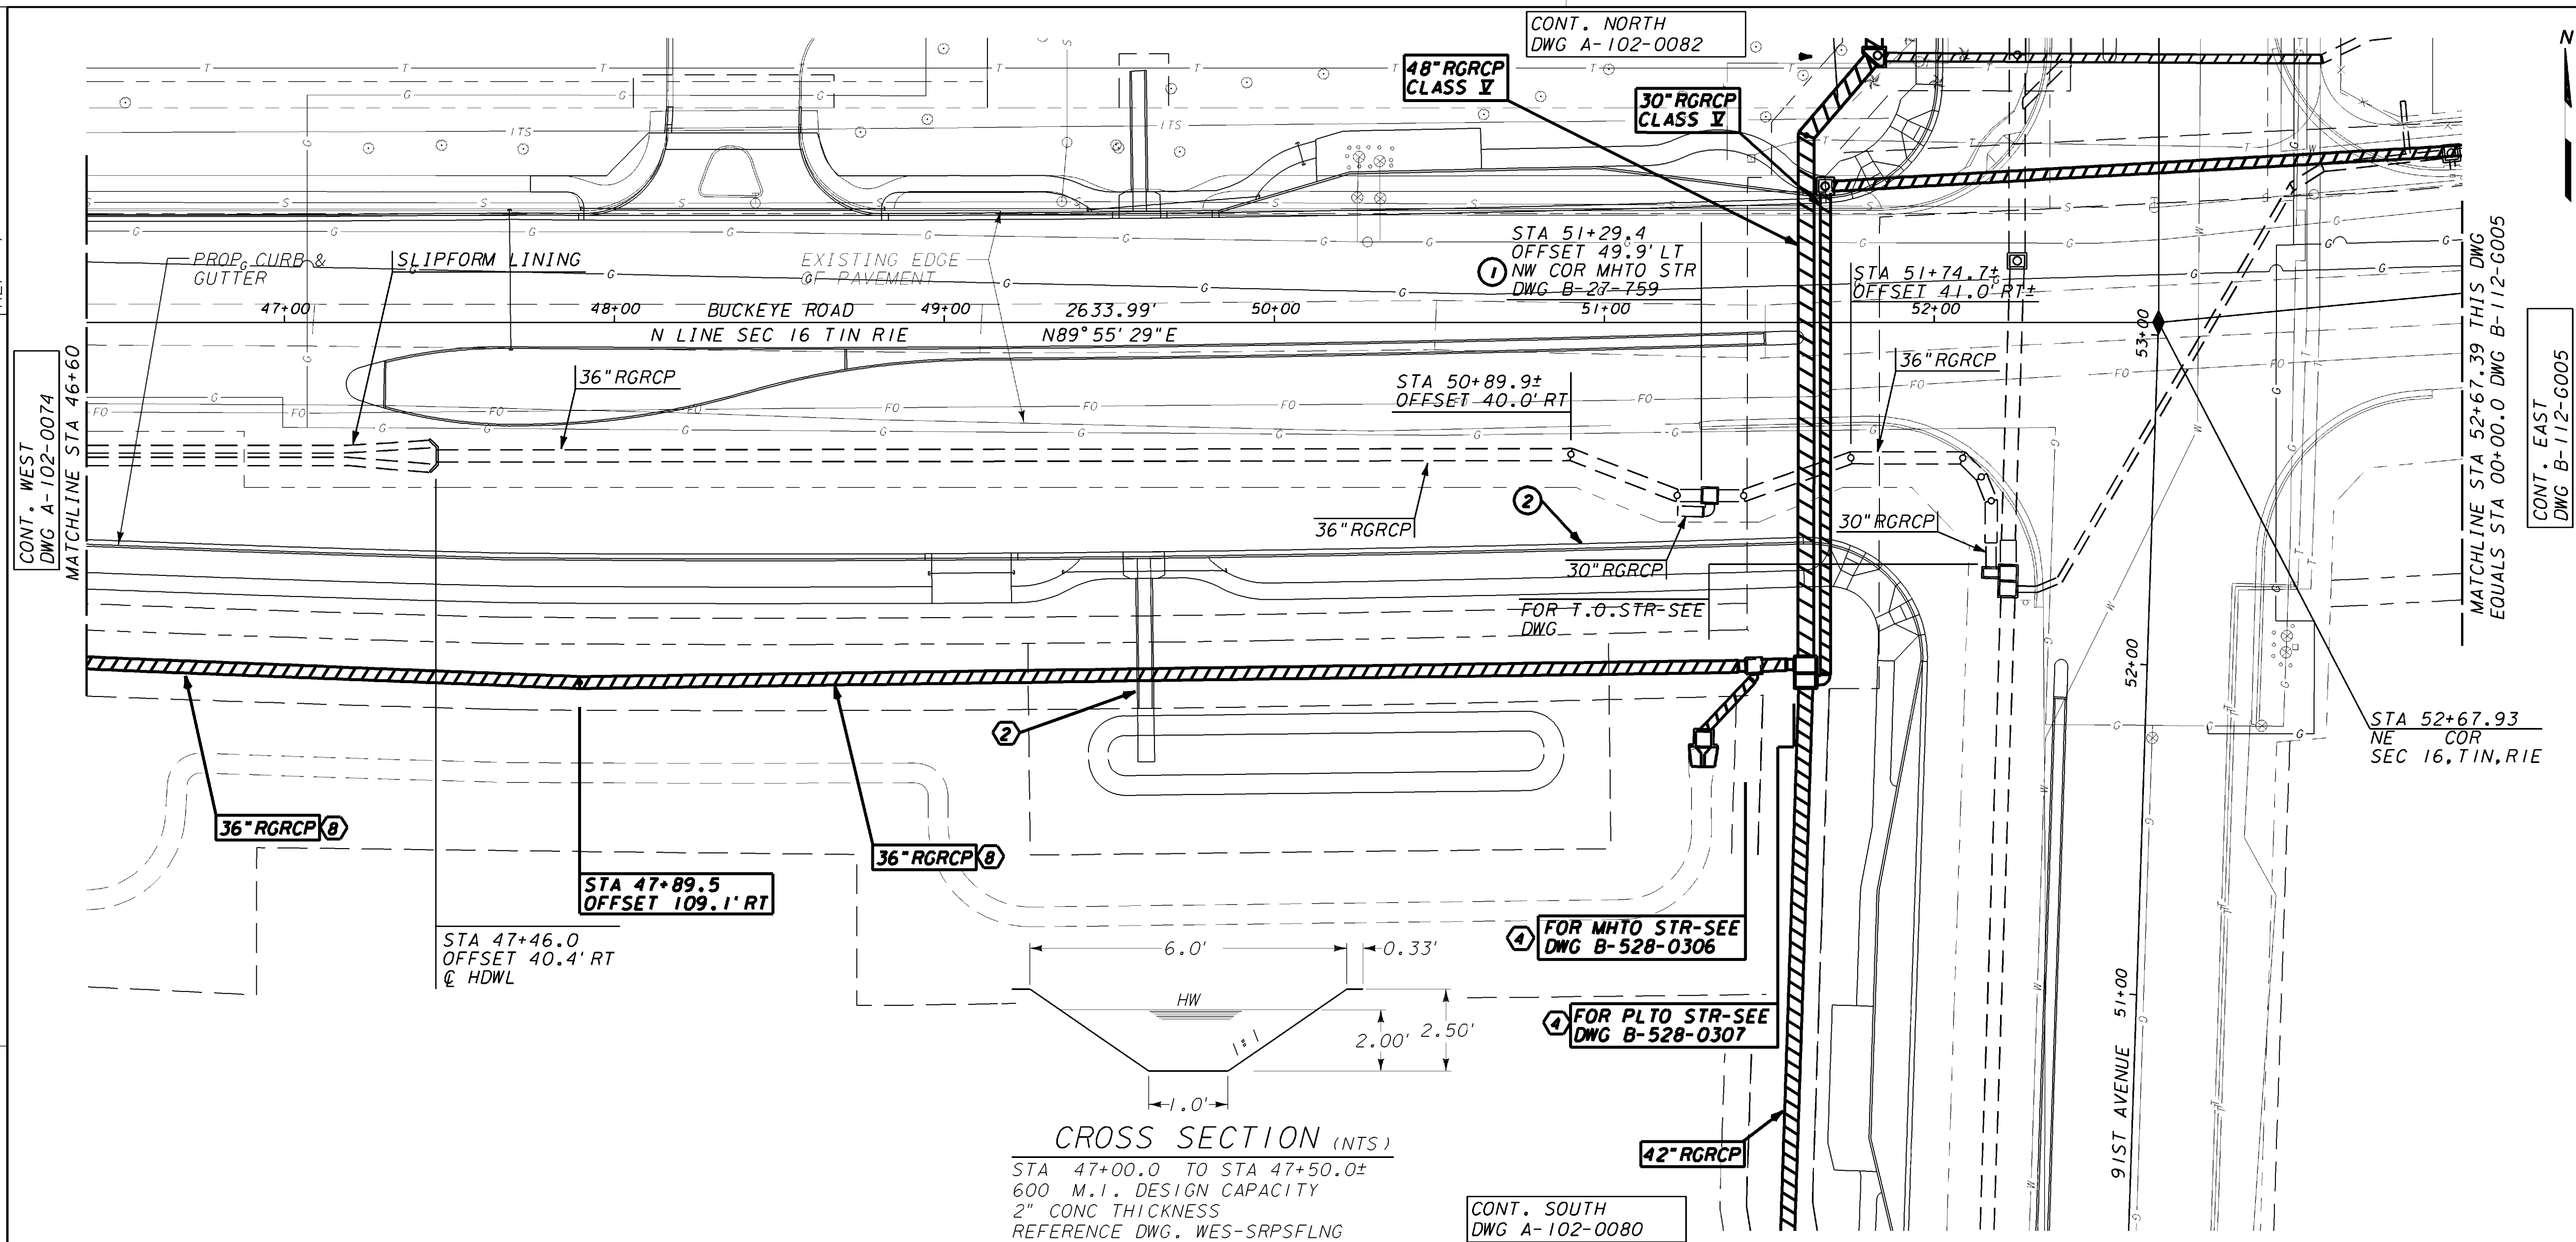 CONT. NORTH
DWG A-102-0082
N
48" RGRCP
CLASS V
30" RGRCP
CLASS V
PROP. CURB &
GUTTER
SLIPFORM LINING
EXISTING EDGE
OF PAVEMENT
STA 51+29.4
OFFSET 49.9' LT
1
NW COR MHTO STR
DWG B-27-759
STA 51+74.7±
OFFSET 41.0' RT±
47+00
48+00
BUCKEYE ROAD
49+00
2633.99'
50+00
51+00
52+00
53+00
N LINE SEC 16 T1N R1E
N89°55'29"E
CONT. WEST
DWG A-102-0074
MATCHLINE STA 46+60
MATCHLINE STA 52+67.39 THIS DWG
EQUALS STA 00+00.0 DWG B-112-G005
CONT. EAST
DWG B-112-G005
36" RGRCP
STA 50+89.9±
OFFSET 40.0' RT
36" RGRCP
2
36" RGRCP
30" RGRCP
30" RGRCP
FOR T.O. STR-SEE
DWG
52+00
2
STA 52+67.93
NE COR
SEC 16, T1N, R1E
36" RGRCP 8
36" RGRCP 8
STA 47+89.5
OFFSET 109.1' RT
STA 47+46.0
OFFSET 40.4' RT
℄ HDWL
4
FOR MHTO STR-SEE
DWG B-528-0306
4
FOR PLTO STR-SEE
DWG B-528-0307
6.0'
0.33'
HW
1:1
2.00'
2.50'
1.0'
91ST AVENUE
51+00
42" RGRCP
CROSS SECTION (NTS)
STA 47+00.0 TO STA 47+50.0±
600 M.I. DESIGN CAPACITY
2" CONC THICKNESS
REFERENCE DWG. WES-SRPSFLNG
CONT. SOUTH
DWG A-102-0080